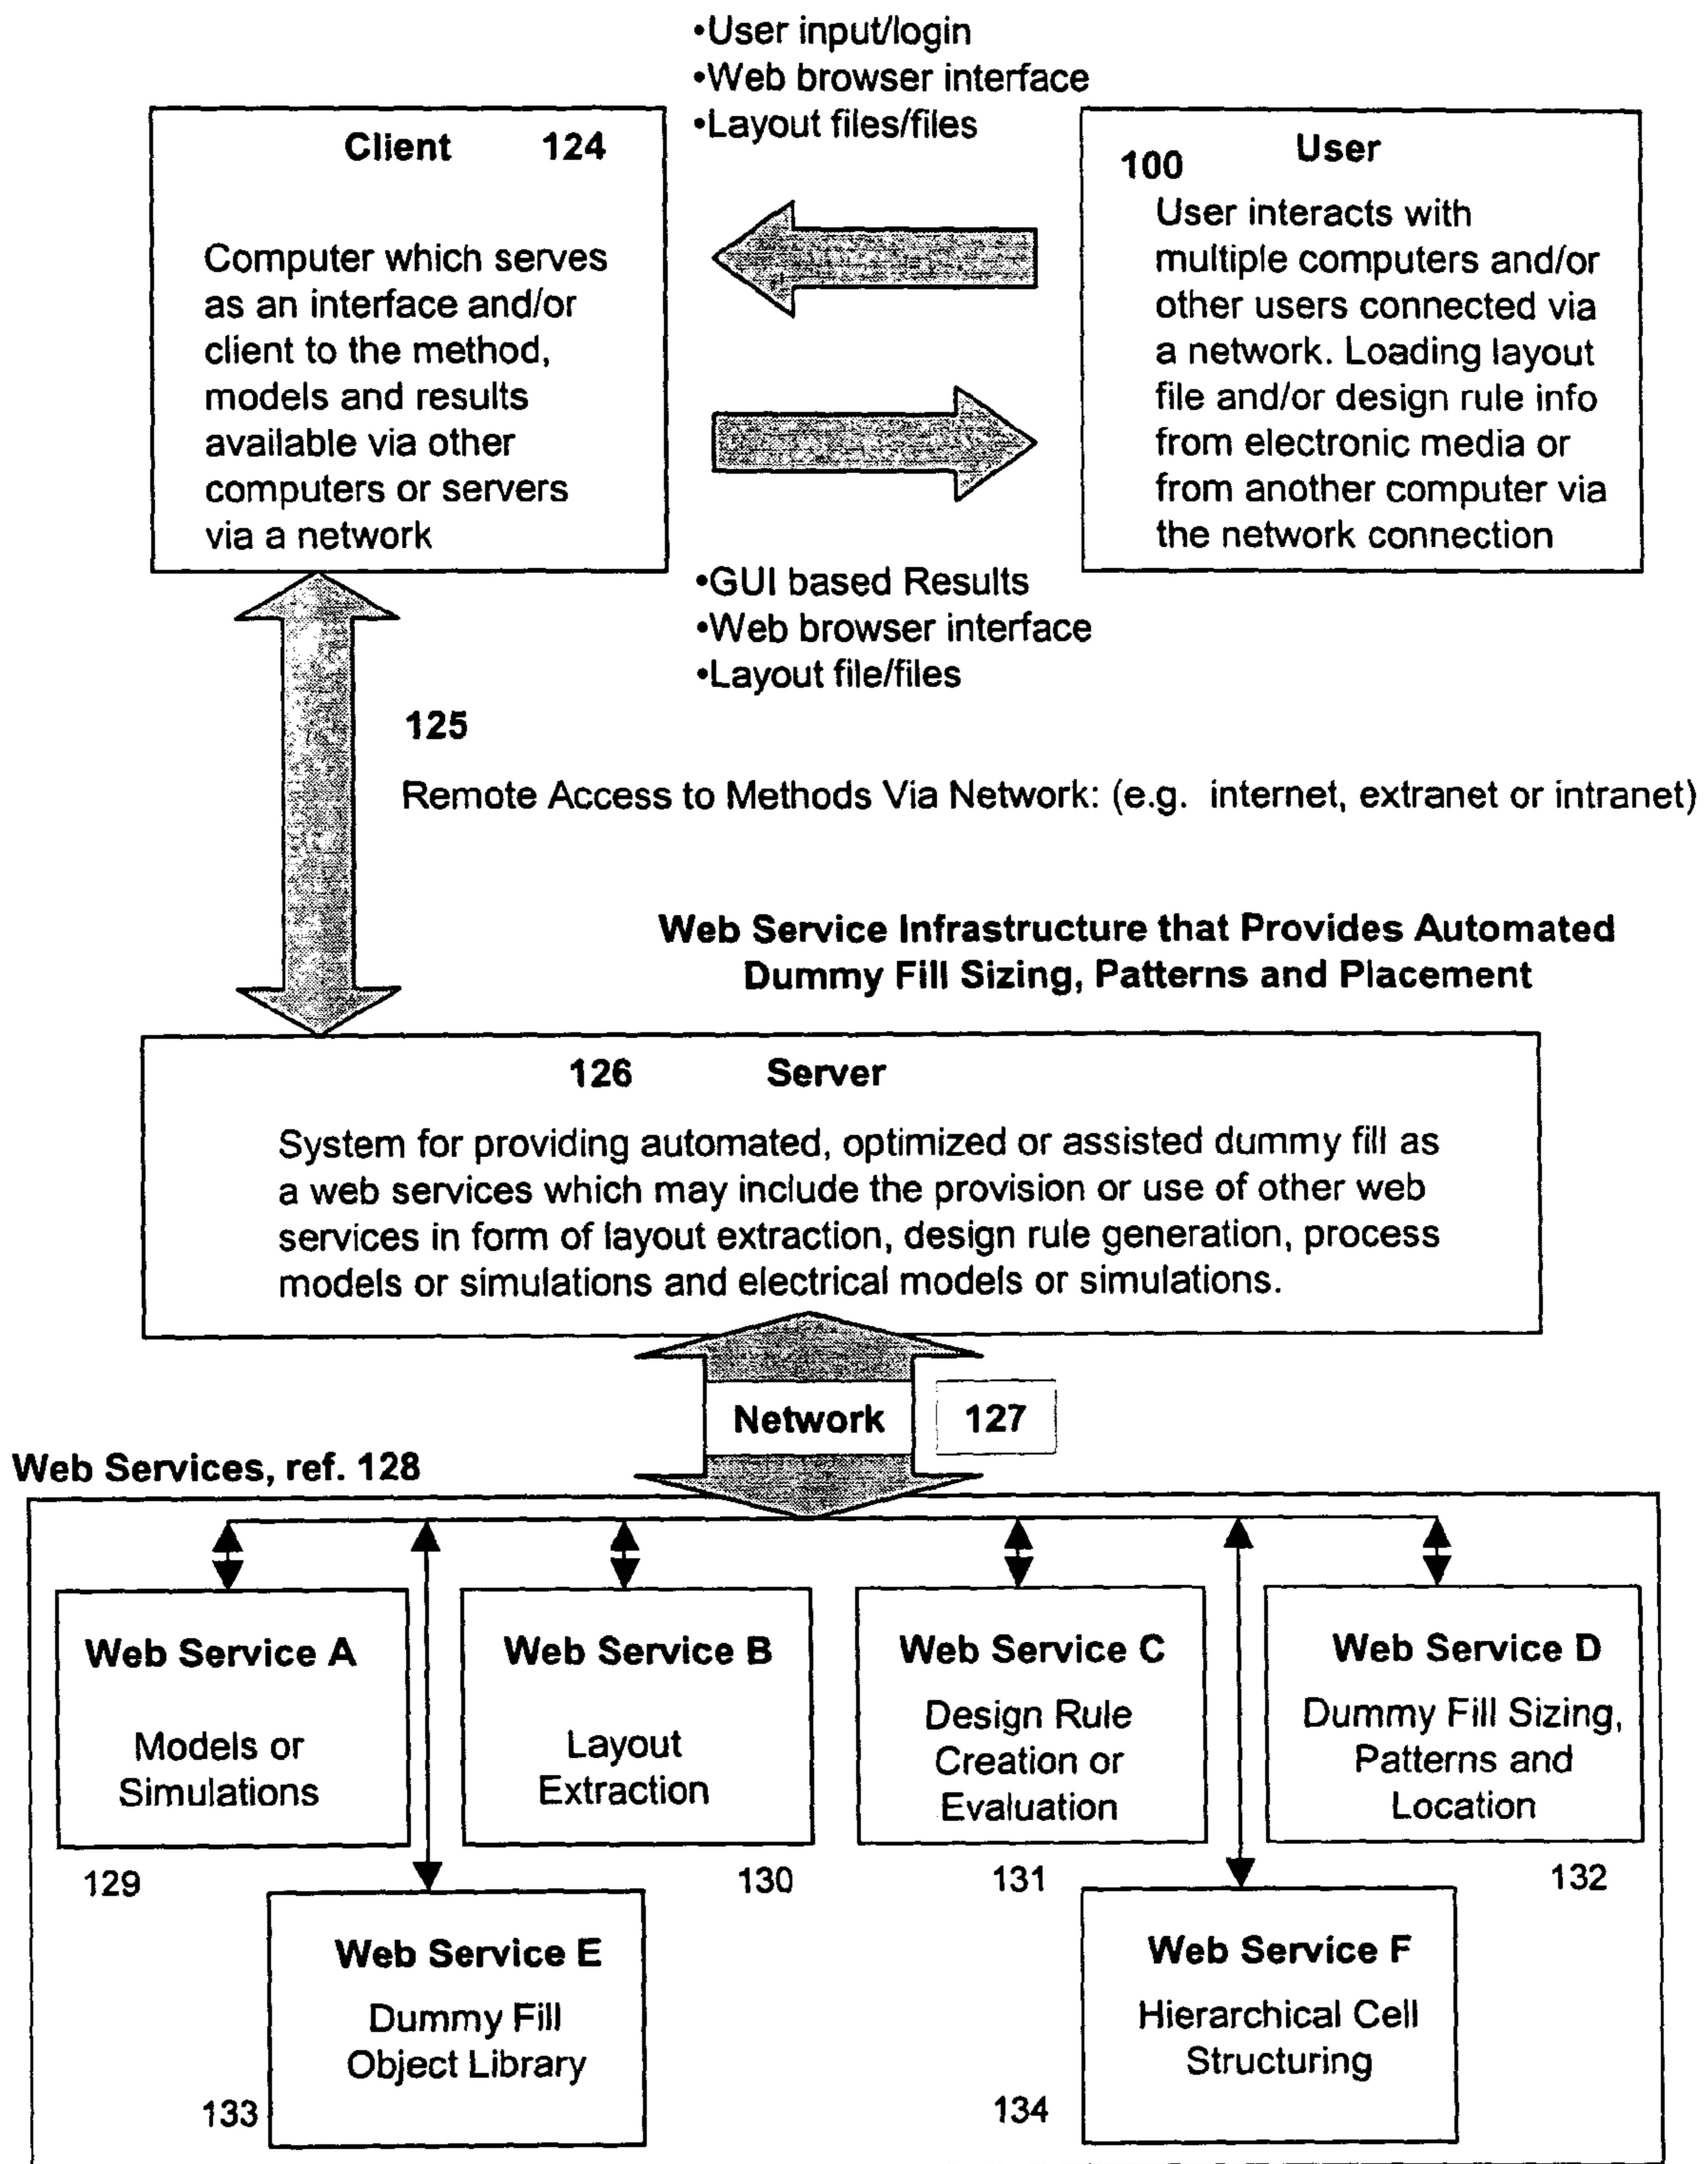 •User input/login
•Web browser interface
•Layout files/files
Client 124
Computer which serves
as an interface and/or
client to the method,
models and results
available via other
computers or servers
via a network
100 User
User interacts with
multiple computers and/or
other users connected via
a network. Loading layout
file and/or design rule info
from electronic media or
from another computer via
the network connection
•GUI based Results
•Web browser interface
•Layout file/files
125
Remote Access to Methods Via Network: (e.g. internet, extranet or intranet)
Web Service Infrastructure that Provides Automated
Dummy Fill Sizing, Patterns and Placement
126 Server
System for providing automated, optimized or assisted dummy fill as
a web services which may include the provision or use of other web
services in form of layout extraction, design rule generation, process
models or simulations and electrical models or simulations.
Network 127
Web Services, ref. 128
Web Service A
Models or
Simulations
129
Web Service B
Layout
Extraction
130
Web Service C
Design Rule
Creation or
Evaluation
131
Web Service D
Dummy Fill Sizing,
Patterns and
Location
132
Web Service E
Dummy Fill
Object Library
133
Web Service F
Hierarchical Cell
Structuring
134